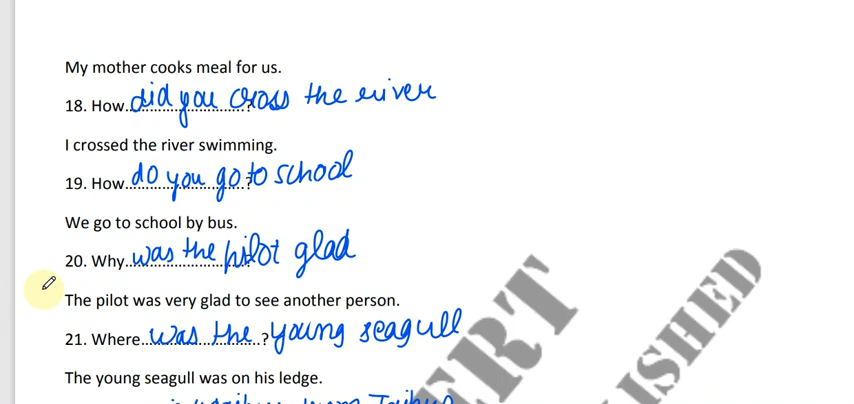 My mother cooks meal for us.
18. How did you cross the river
I crossed the river swimming.
19. How do you go to school ?
We go to school by bus.
20. Why was the pilot glad
The pilot was very glad to see another person.
21. Where was the ? young seagull
The young seagull was on his ledge.